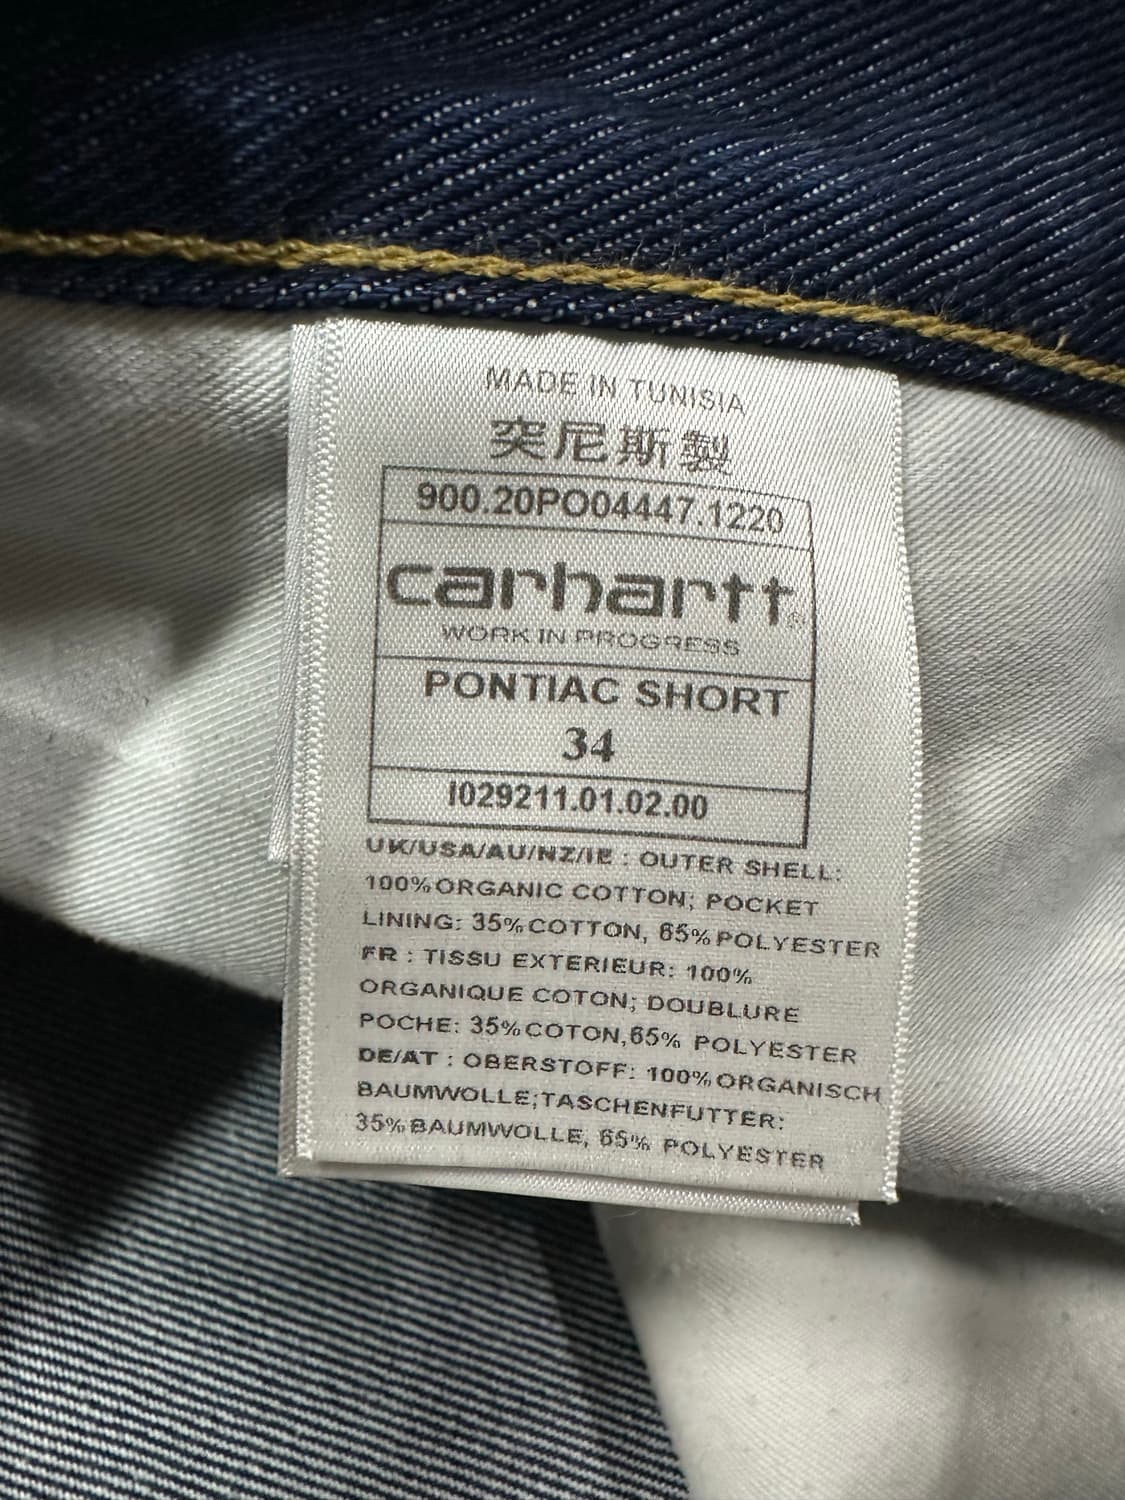 MADE IN TUNISIA
突尼斯製
900.20PO04447.1220
carhartt®
WORK IN PROGRESS
PONTIAC SHORT
34
I029211.01.02.00
UK/USA/AU/NZ/IE : OUTER SHELL:
100%ORGANIC COTTON; POCKET
LINING: 35%COTTON, 65%POLYESTER
FR : TISSU EXTERIEUR: 100%
ORGANIQUE COTON; DOUBLURE
POCHE: 35%COTON,65% POLYESTER
DE/AT : OBERSTOFF: 100%ORGANISCH
BAUMWOLLE;TASCHENFUTTER:
35%BAUMWOLLE, 65% POLYESTER